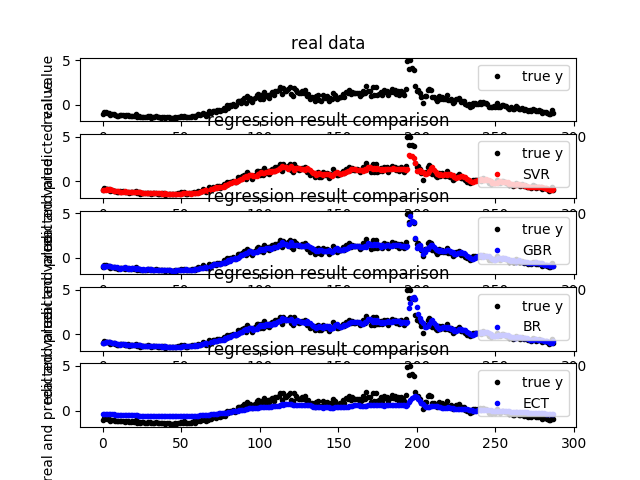 real data
5
0
true y
real value
regression result comparison
300
5
0
true y
SVR
regression result comparison
5
0
true y
GBR
regression result comparison
5
0
true y
BR
regression result comparison
5
0
true y
ECT
real and predicted value
0
50
100
150
200
250
300